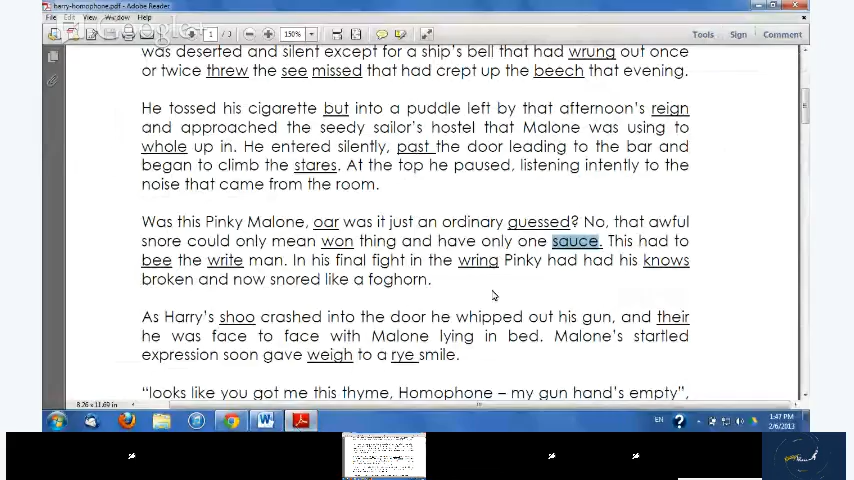 harry-homophone.pdf - Adobe Reader
File Edit View Window Help
1 / 3 150% Tools Sign Comment
was deserted and silent except for a ship's bell that had wrung out once
or twice threw the see missed that had crept up the beech that evening.
He tossed his cigarette but into a puddle left by that afternoon's reign
and approached the seedy sailor's hostel that Malone was using to
whole up in. He entered silently, past the door leading to the bar and
began to climb the stares. At the top he paused, listening intently to the
noise that came from the room.
Was this Pinky Malone, oar was it just an ordinary guessed? No, that awful
snore could only mean won thing and have only one sauce. This had to
bee the write man. In his final fight in the wring Pinky had had his knows
broken and now snored like a foghorn.
As Harry's shoo crashed into the door he whipped out his gun, and their
he was face to face with Malone lying in bed. Malone's startled
expression soon gave weigh to a rye smile.
"looks like you got me this thyme, Homophone – my gun hand's empty",
8.26 x 11.69 in
EN 1:47 PM
2/6/2013